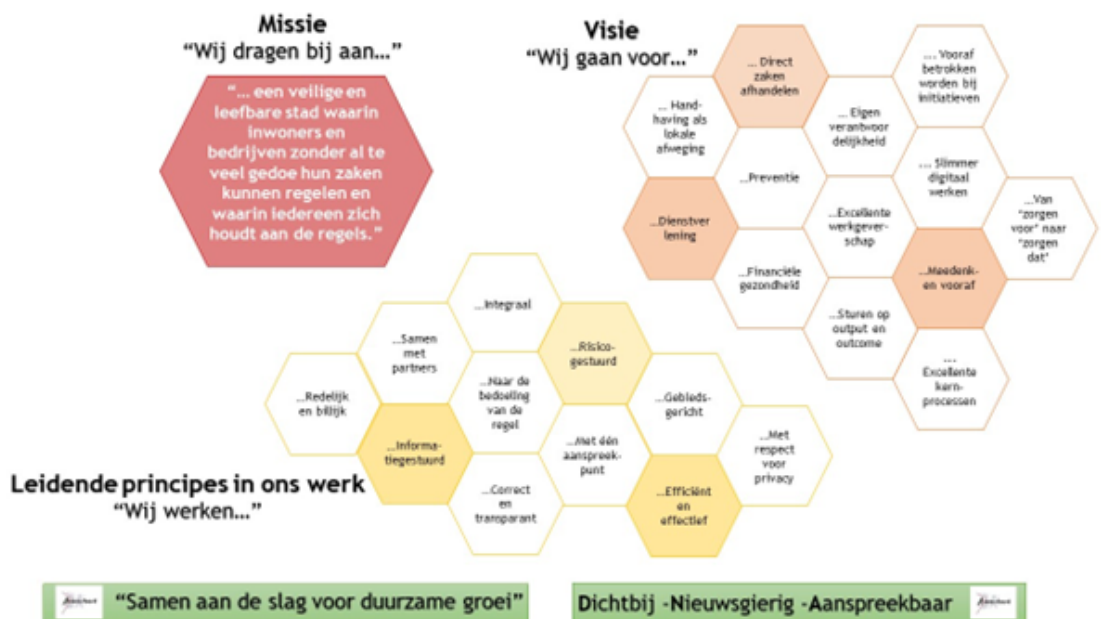 Missie
“Wij dragen bij aan…”
“... een veilige en
leefbare stad waarin
inwoners en
bedrijven zonder al te
veel gedoe hun zaken
kunnen regelen en
waarin iedereen zich
houdt aan de regels.”
Visie
“Wij gaan voor…”
... Direct
zaken
afhandelen
.... Vooraf
betrokken
worden bij
initiatieven
... Hand-
having als
lokale
afweging
... Eigen
verantwoor
delijkheid
...Preventie
.... Slimmer
digitaal
werken
...Dienstver
lening
...Excellente
werkgever-
schap
...Van
‘zorgen
voor’ naar
‘zorgen
dat’
...Financiële
gezondheid
...Meedenk-
en vooraf
...Sturen op
output en
outcome
....
Excellente
kern-
processen
...Integraal
...Samen
met
partners
...Risico-
gestuurd
...Redelijk
en billijk
...Naar de
bedoeling
van de
regel
...Gebieds-
gericht
...Informa-
tiegestuurd
...Met één
aanspreek-
punt
...Met
respect
voor
privacy
...Correct
en
transparant
...Efficiënt
en
effectief
Leidende principes in ons werk
“Wij werken…”
“Samen aan de slag voor duurzame groei”
Dichtbij -Nieuwsgierig -Aanspreekbaar